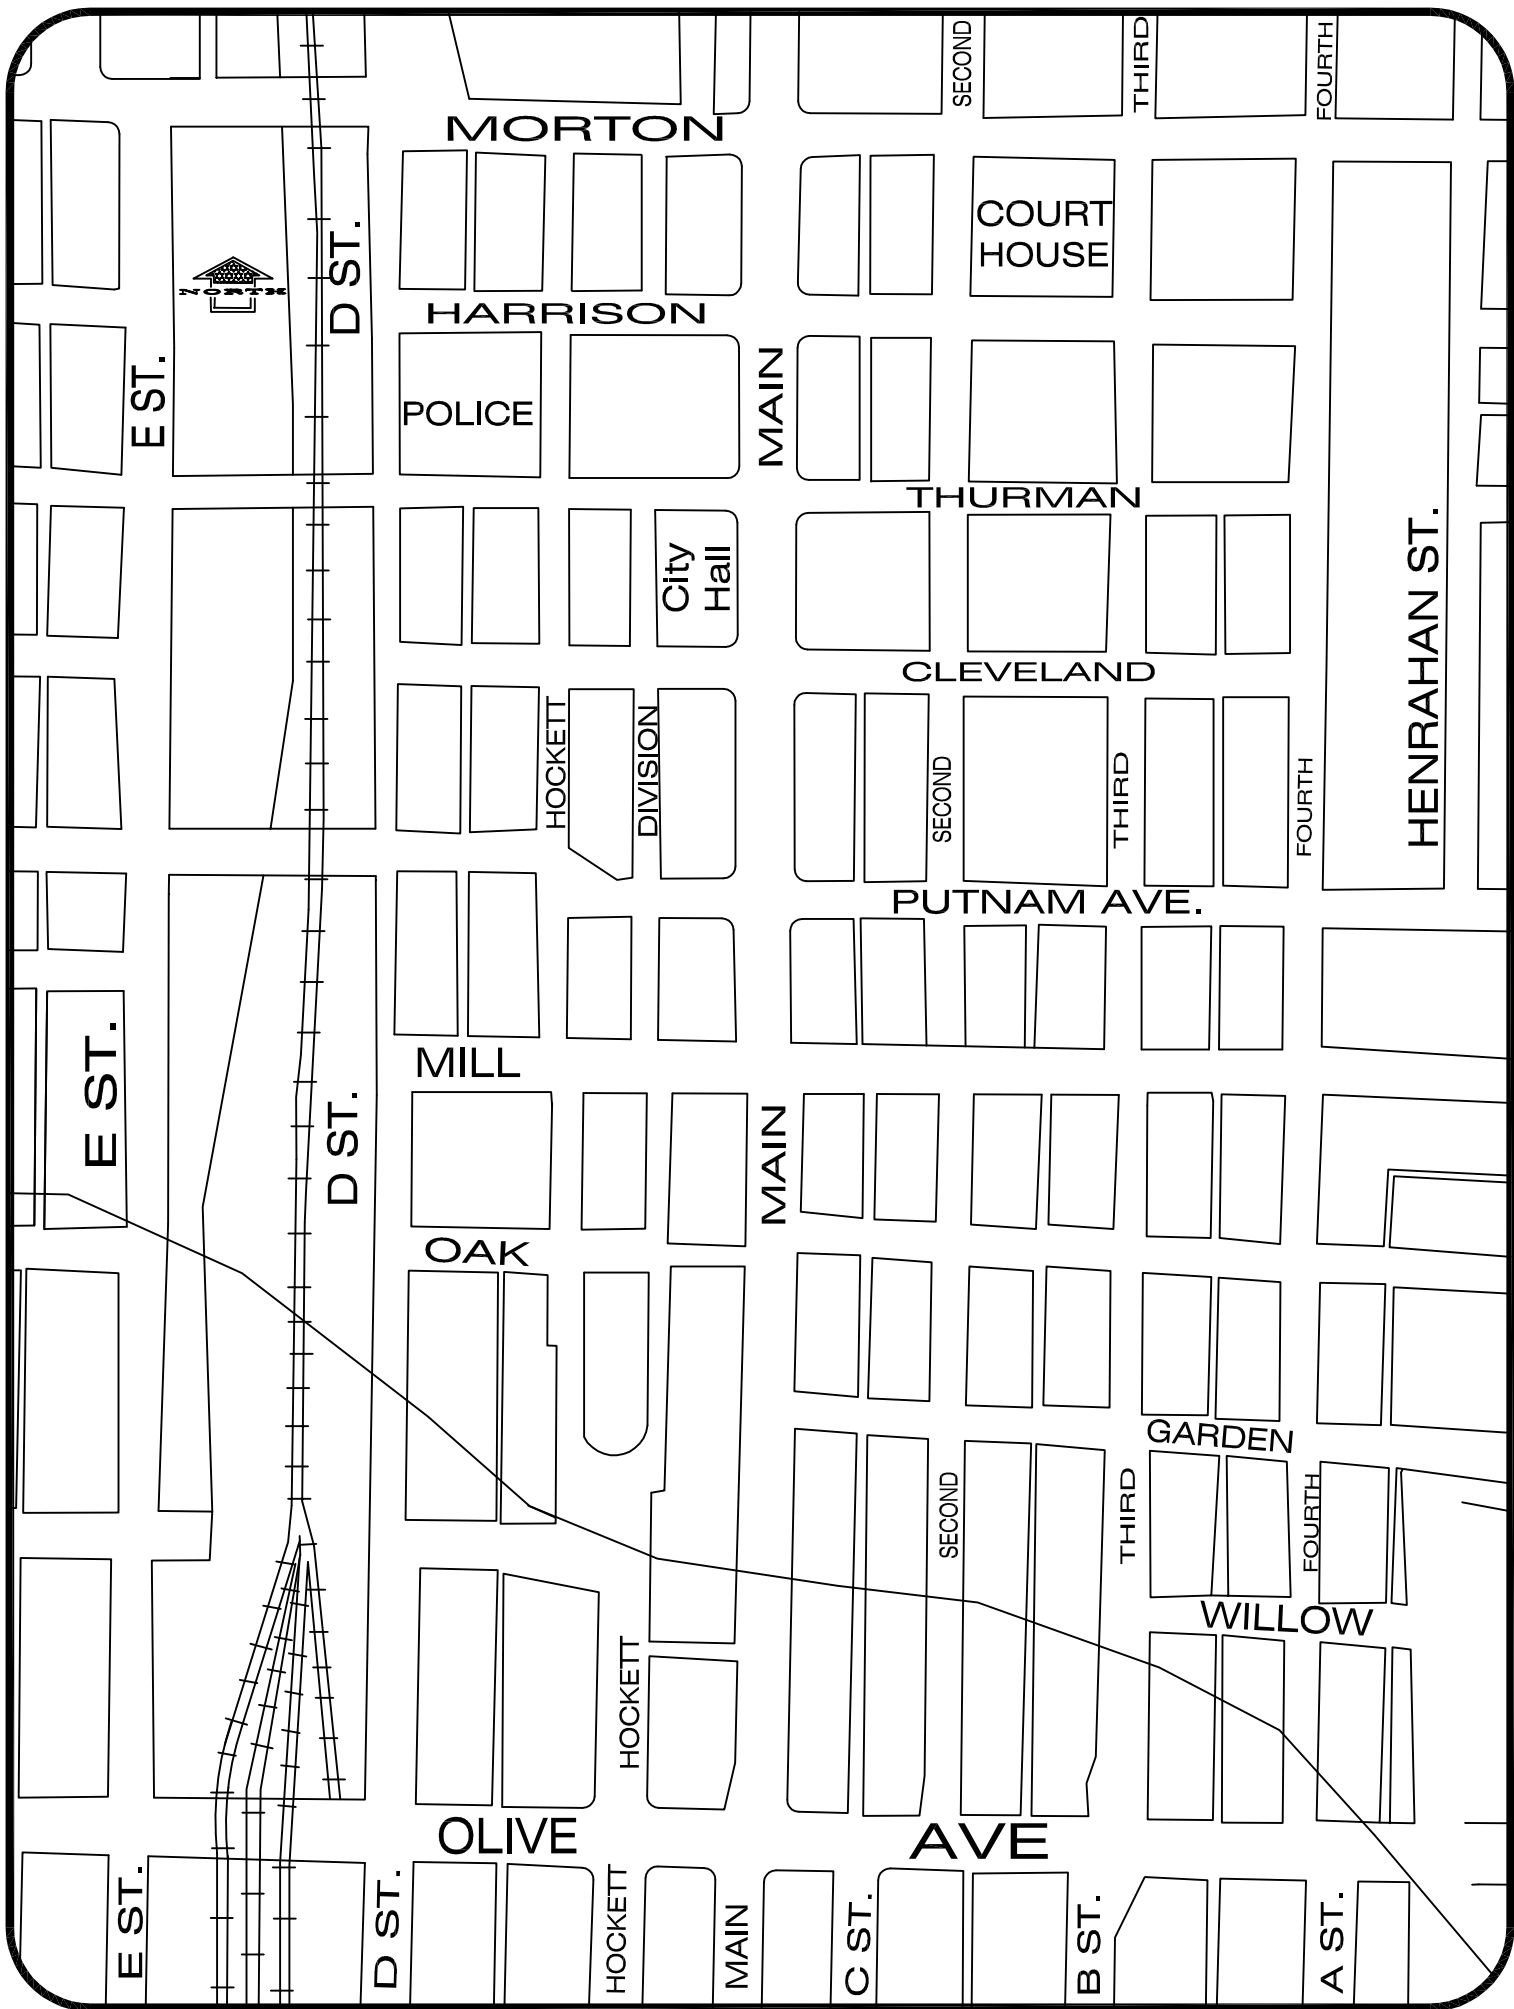 SECOND
THIRD
FOURTH
MORTON
COURT
HOUSE
D ST.
NORTH
HARRISON
E ST.
POLICE
MAIN
THURMAN
City
Hall
HENRAHAN ST.
CLEVELAND
HOCKETT
DIVISION
SECOND
THIRD
FOURTH
PUTNAM AVE.
E ST.
MILL
D ST.
MAIN
OAK
GARDEN
SECOND
THIRD
FOURTH
WILLOW
HOCKETT
OLIVE
AVE
E ST.
D ST.
HOCKETT
MAIN
C ST.
B ST.
A ST.